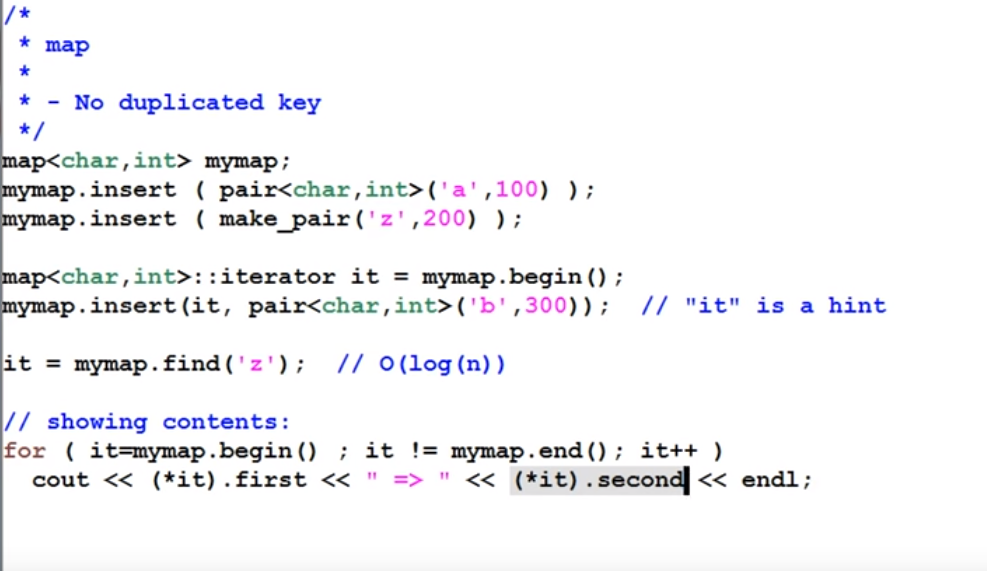 /*
* map
*
* - No duplicated key
*/
map<char,int> mymap;
mymap.insert ( pair<char,int>('a',100) );
mymap.insert ( make_pair('z',200) );
map<char,int>::iterator it = mymap.begin();
mymap.insert(it, pair<char,int>('b',300)); // "it" is a hint
it = mymap.find('z'); // O(log(n))
// showing contents:
for ( it=mymap.begin() ; it != mymap.end(); it++ )
cout << (*it).first << " => " << (*it).second << endl;